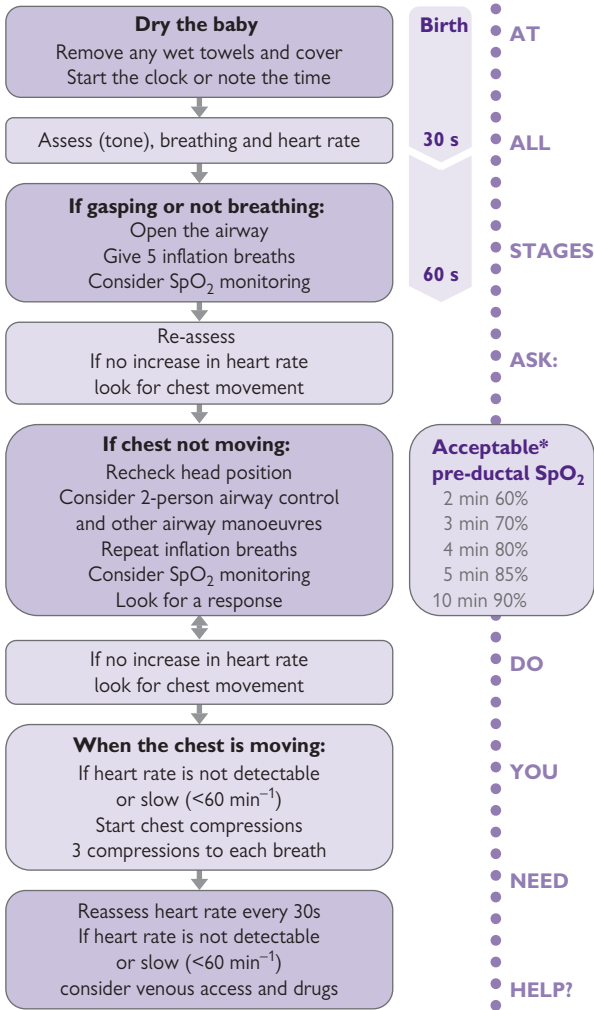 Dry the baby
Remove any wet towels and cover
Start the clock or note the time
Assess (tone), breathing and heart rate
If gasping or not breathing:
Open the airway
Give 5 inflation breaths
Consider SpO₂ monitoring
Re-assess
If no increase in heart rate
look for chest movement
If chest not moving:
Recheck head position
Consider 2-person airway control
and other airway manoeuvres
Repeat inflation breaths
Consider SpO₂ monitoring
Look for a response
If no increase in heart rate
look for chest movement
When the chest is moving:
If heart rate is not detectable
or slow (<60 min⁻¹)
Start chest compressions
3 compressions to each breath
Reassess heart rate every 30s
If heart rate is not detectable
or slow (<60 min⁻¹)
consider venous access and drugs
Birth
30 s
60 s
Acceptable*
pre-ductal SpO₂
2 min 60%
3 min 70%
4 min 80%
5 min 85%
10 min 90%
AT
ALL
STAGES
ASK:
DO
YOU
NEED
HELP?